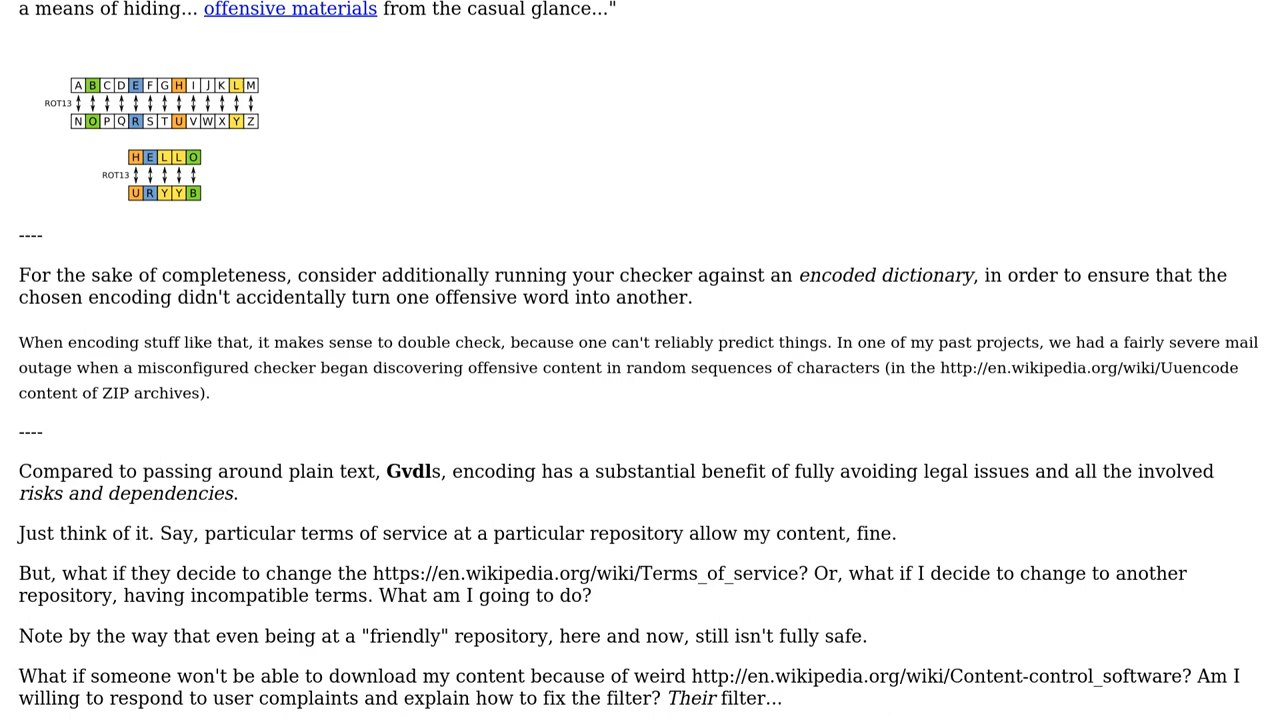 a means of hiding... offensive materials from the casual glance..."
A B C D E F G H I J K L M
ROT13
N O P Q R S T U V W X Y Z
H E L L O
ROT13
U R Y Y B
----
For the sake of completeness, consider additionally running your checker against an encoded dictionary, in order to ensure that the
chosen encoding didn't accidentally turn one offensive word into another.
When encoding stuff like that, it makes sense to double check, because one can't reliably predict things. In one of my past projects, we had a fairly severe mail
outage when a misconfigured checker began discovering offensive content in random sequences of characters (in the http://en.wikipedia.org/wiki/Uuencode
content of ZIP archives).
----
Compared to passing around plain text, Gvdls, encoding has a substantial benefit of fully avoiding legal issues and all the involved
risks and dependencies.
Just think of it. Say, particular terms of service at a particular repository allow my content, fine.
But, what if they decide to change the https://en.wikipedia.org/wiki/Terms_of_service? Or, what if I decide to change to another
repository, having incompatible terms. What am I going to do?
Note by the way that even being at a "friendly" repository, here and now, still isn't fully safe.
What if someone won't be able to download my content because of weird http://en.wikipedia.org/wiki/Content-control_software? Am I
willing to respond to user complaints and explain how to fix the filter? Their filter...